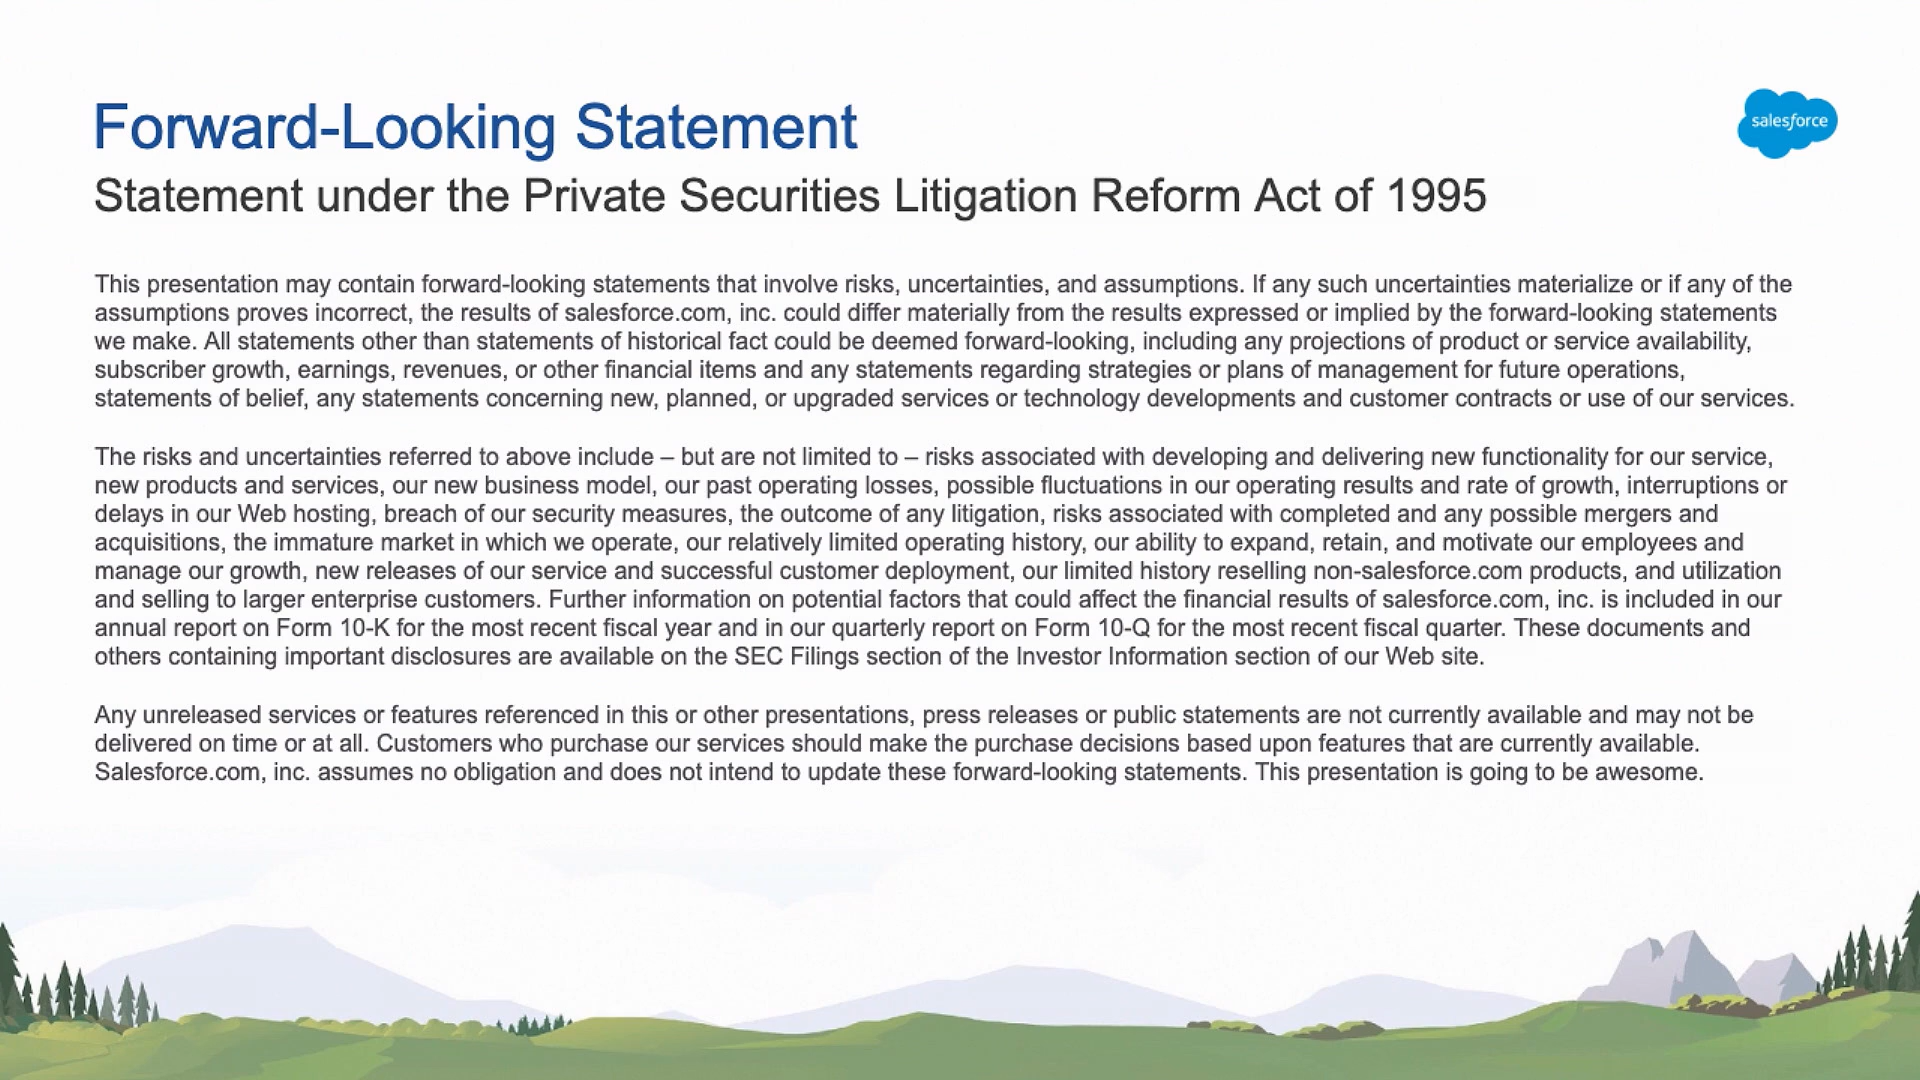 Forward-Looking Statement
salesforce
Statement under the Private Securities Litigation Reform Act of 1995
This presentation may contain forward-looking statements that involve risks, uncertainties, and assumptions. If any such uncertainties materialize or if any of the
assumptions proves incorrect, the results of salesforce.com, inc. could differ materially from the results expressed or implied by the forward-looking statements
we make. All statements other than statements of historical fact could be deemed forward-looking, including any projections of product or service availability,
subscriber growth, earnings, revenues, or other financial items and any statements regarding strategies or plans of management for future operations,
statements of belief, any statements concerning new, planned, or upgraded services or technology developments and customer contracts or use of our services.
The risks and uncertainties referred to above include – but are not limited to – risks associated with developing and delivering new functionality for our service,
new products and services, our new business model, our past operating losses, possible fluctuations in our operating results and rate of growth, interruptions or
delays in our Web hosting, breach of our security measures, the outcome of any litigation, risks associated with completed and any possible mergers and
acquisitions, the immature market in which we operate, our relatively limited operating history, our ability to expand, retain, and motivate our employees and
manage our growth, new releases of our service and successful customer deployment, our limited history reselling non-salesforce.com products, and utilization
and selling to larger enterprise customers. Further information on potential factors that could affect the financial results of salesforce.com, inc. is included in our
annual report on Form 10-K for the most recent fiscal year and in our quarterly report on Form 10-Q for the most recent fiscal quarter. These documents and
others containing important disclosures are available on the SEC Filings section of the Investor Information section of our Web site.
Any unreleased services or features referenced in this or other presentations, press releases or public statements are not currently available and may not be
delivered on time or at all. Customers who purchase our services should make the purchase decisions based upon features that are currently available.
Salesforce.com, inc. assumes no obligation and does not intend to update these forward-looking statements. This presentation is going to be awesome.